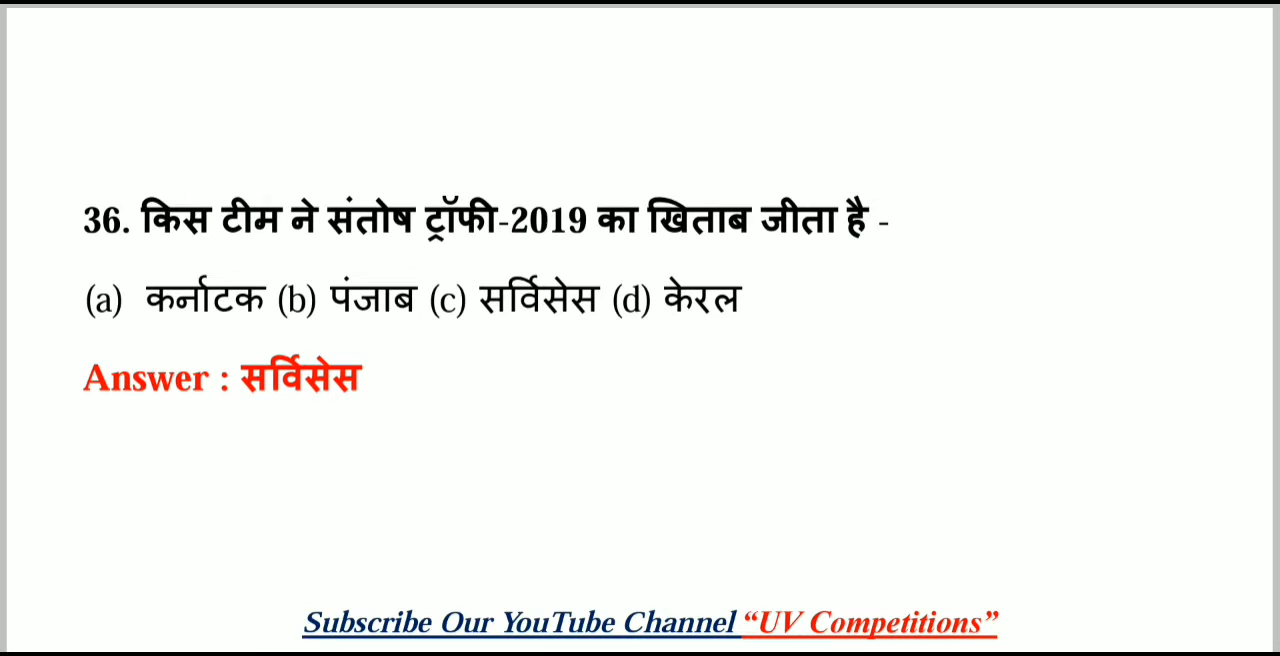 36. किस टीम ने संतोष ट्रॉफी-2019 का खिताब जीता है -
(a) कर्नाटक (b) पंजाब (c) सर्विसेस (d) केरल
Answer : सर्विसेस
Subscribe Our YouTube Channel “UV Competitions”